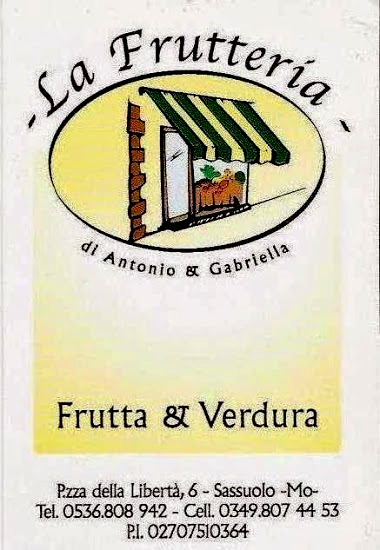 - La Frutteria -
di Antonio & Gabriella
Frutta & Verdura
P.zza della Libertà, 6 - Sassuolo -Mo-
Tel. 0536.808 942 - Cell. 0349.807 44 53
P.I. 02707510364